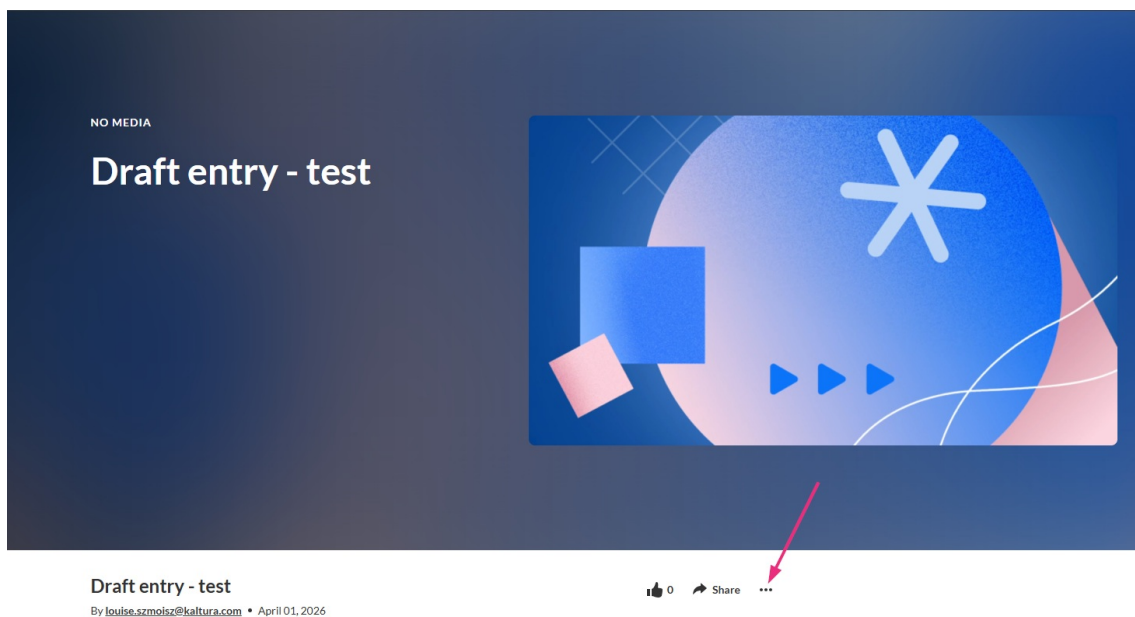 NO MEDIA
Draft entry - test
Draft entry - test
0 Share ...
By louise.szmoisz@kaltura.com • April 01, 2026